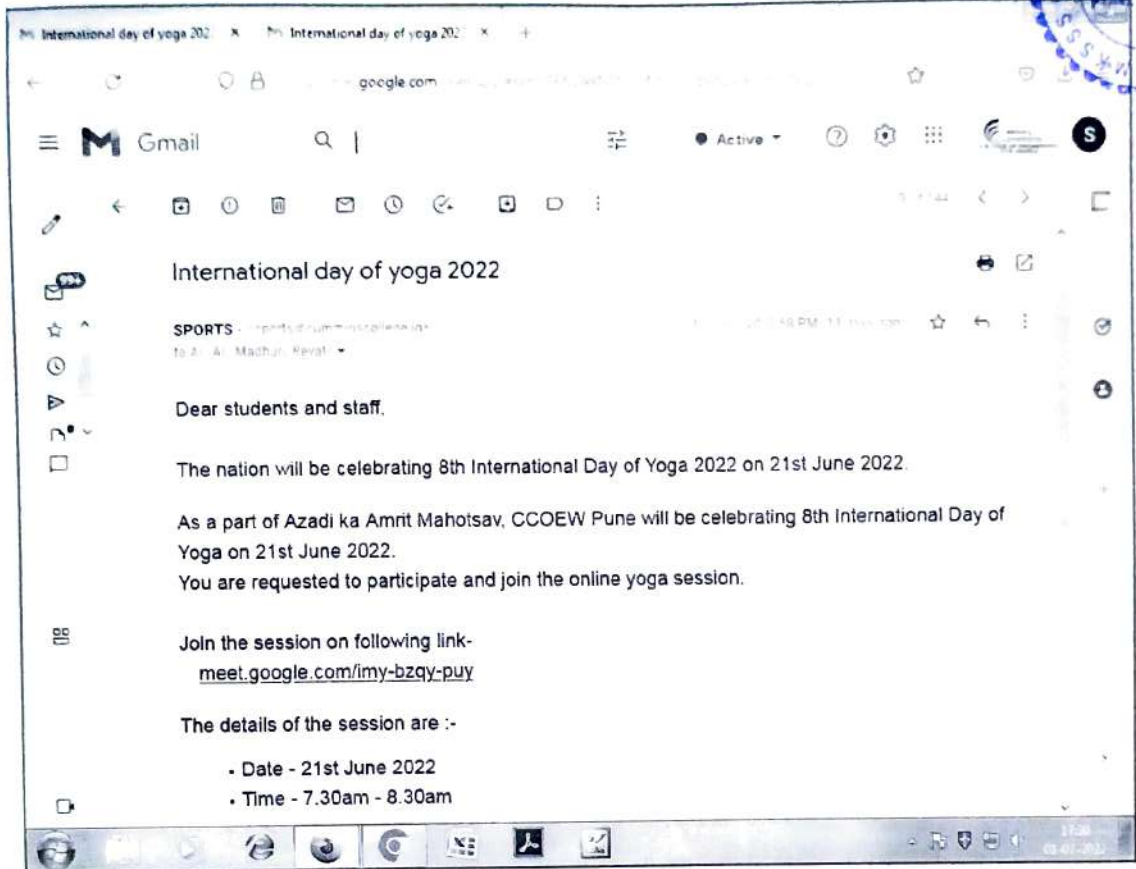 International day of yoga 202
International day of yoga 202
google.com
Gmail
Active
S
99+
International day of yoga 2022
SPORTS
Dear students and staff,
The nation will be celebrating 8th International Day of Yoga 2022 on 21st June 2022.
As a part of Azadi ka Amrit Mahotsav, CCOEW Pune will be celebrating 8th International Day of
Yoga on 21st June 2022.
You are requested to participate and join the online yoga session.
Join the session on following link-
meet.google.com/imy-bzqy-puy
The details of the session are :-
• Date - 21st June 2022
• Time - 7.30am - 8.30am